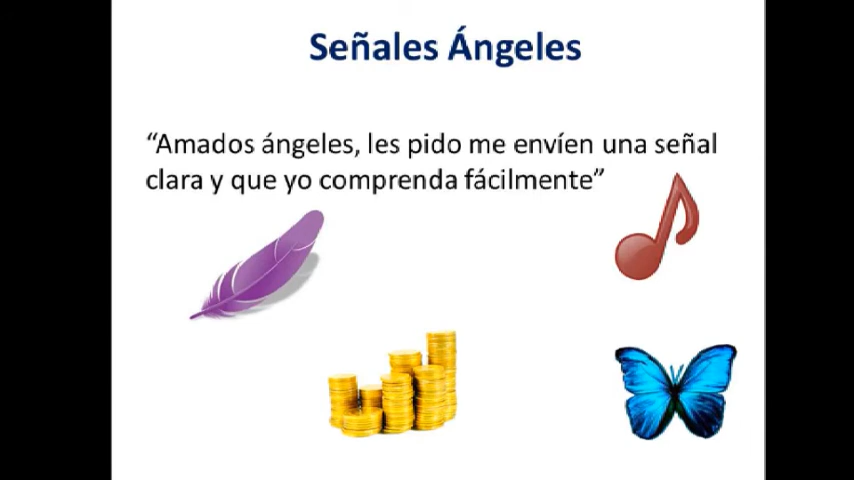 Señales Ángeles
“Amados ángeles, les pido me envíen una señal
clara y que yo comprenda fácilmente”